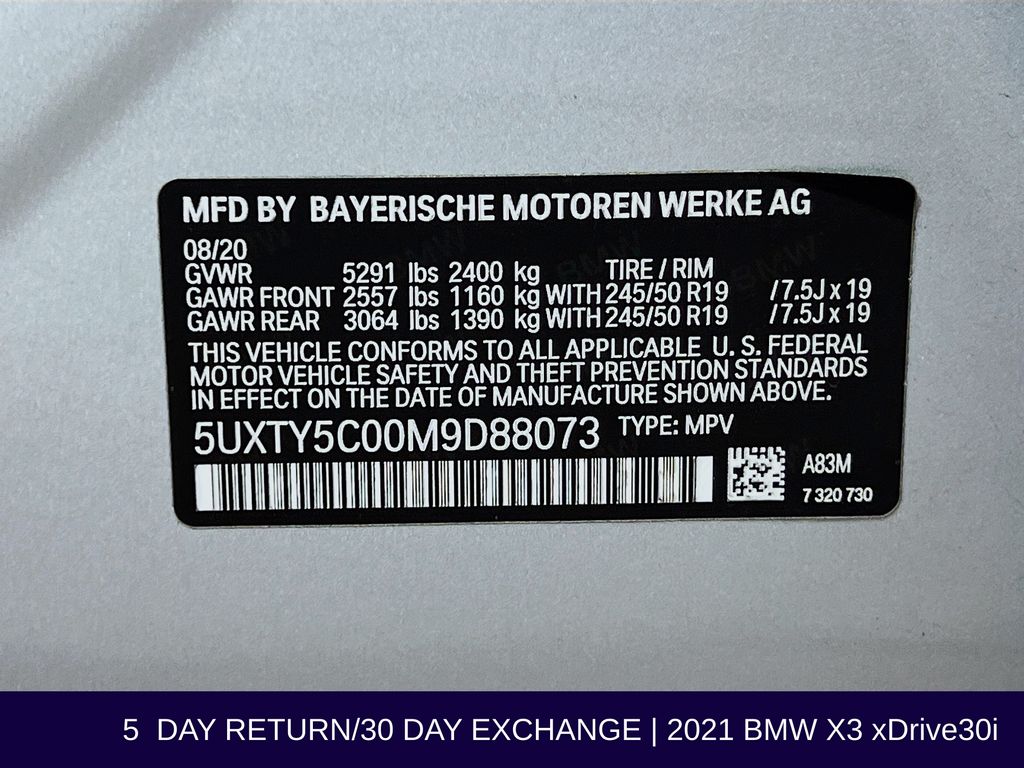 MFD BY BAYERISCHE MOTOREN WERKE AG
08/20
GVWR 5291 lbs 2400 kg TIRE / RIM
GAWR FRONT 2557 lbs 1160 kg WITH 245/50 R19 /7.5J x 19
GAWR REAR 3064 lbs 1390 kg WITH 245/50 R19 /7.5J x 19
THIS VEHICLE CONFORMS TO ALL APPLICABLE U. S. FEDERAL
MOTOR VEHICLE SAFETY AND THEFT PREVENTION STANDARDS
IN EFFECT ON THE DATE OF MANUFACTURE SHOWN ABOVE.
5UXTY5C00M9D88073 TYPE: MPV
A83M
7 320 730
5 DAY RETURN/30 DAY EXCHANGE | 2021 BMW X3 xDrive30i